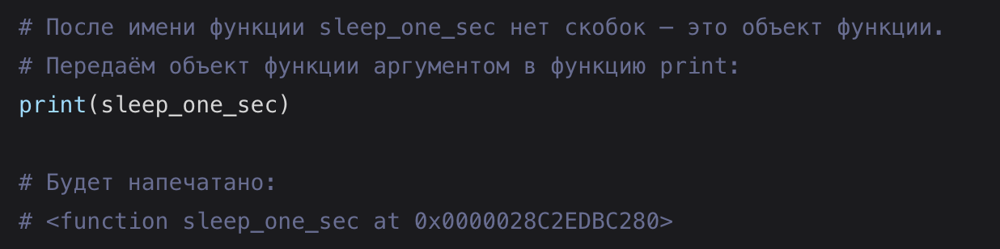 # После имени функции sleep_one_sec нет скобок — это объект функции.
# Передаём объект функции аргументом в функцию print:
print(sleep_one_sec)
# Будет напечатано:
# <function sleep_one_sec at 0x0000028C2EDBC280>